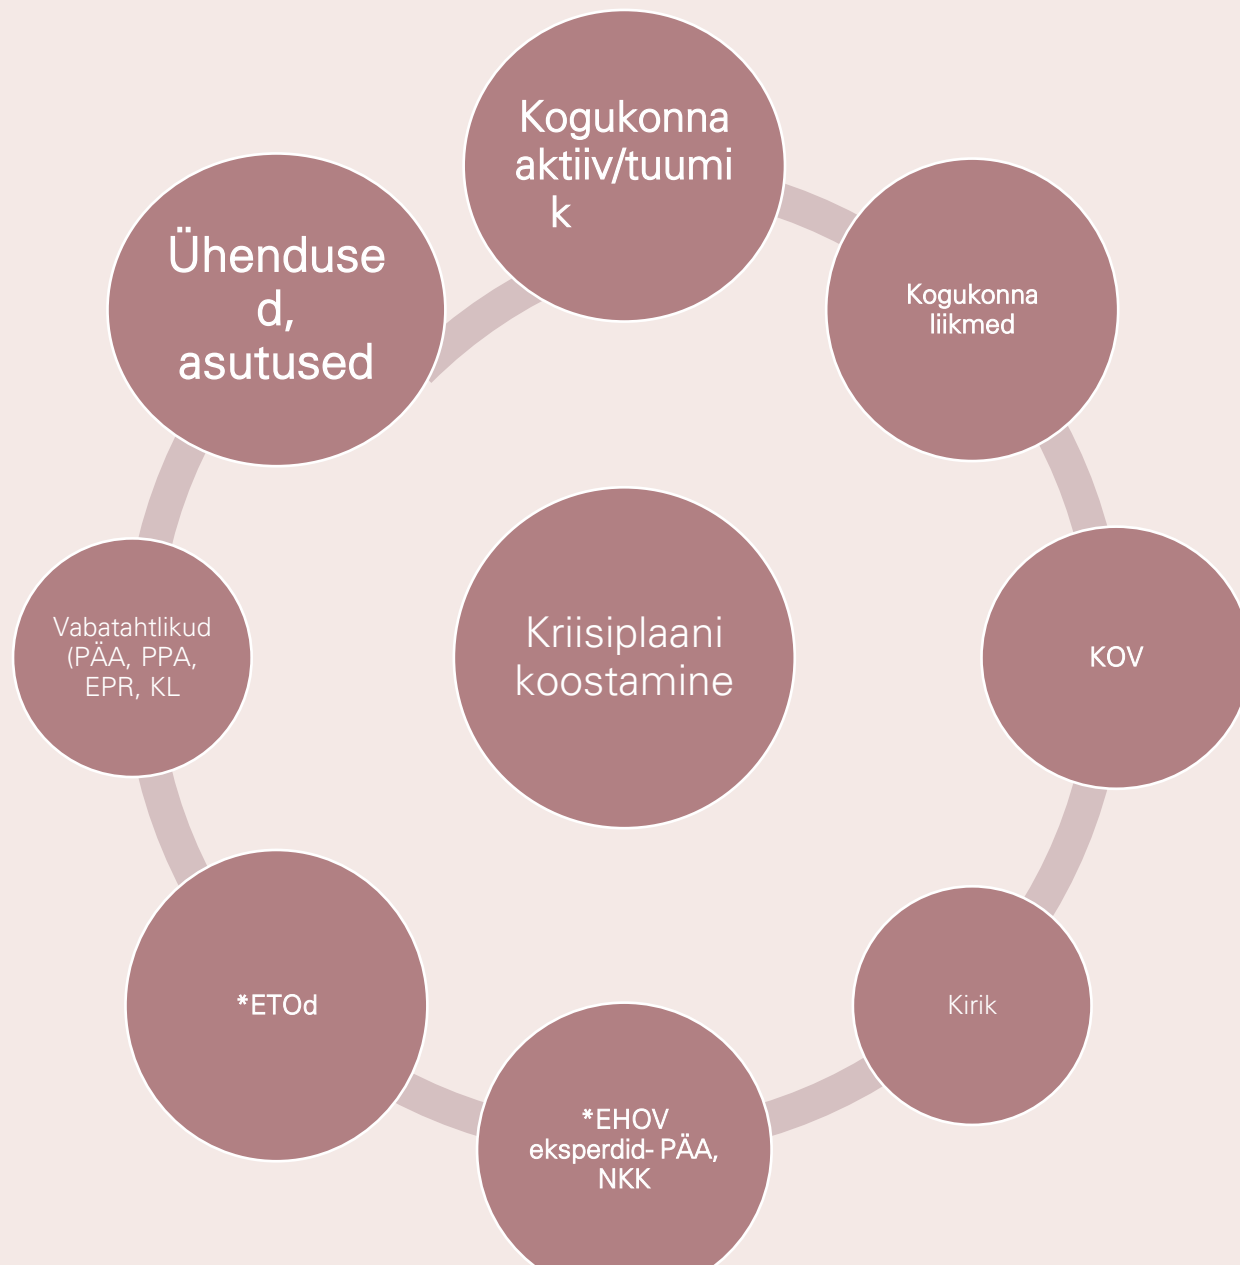 Kogukonna
aktiiv/tuumi
k
Kogukonna
liikmed
KOV
Kirik
*EHOV
eksperdid- PÄA,
NKK
*ETOd
Vabatahtlikud
(PÄA, PPA,
EPR, KL
Ühenduse
d,
asutused
Kriisiplaani
koostamine